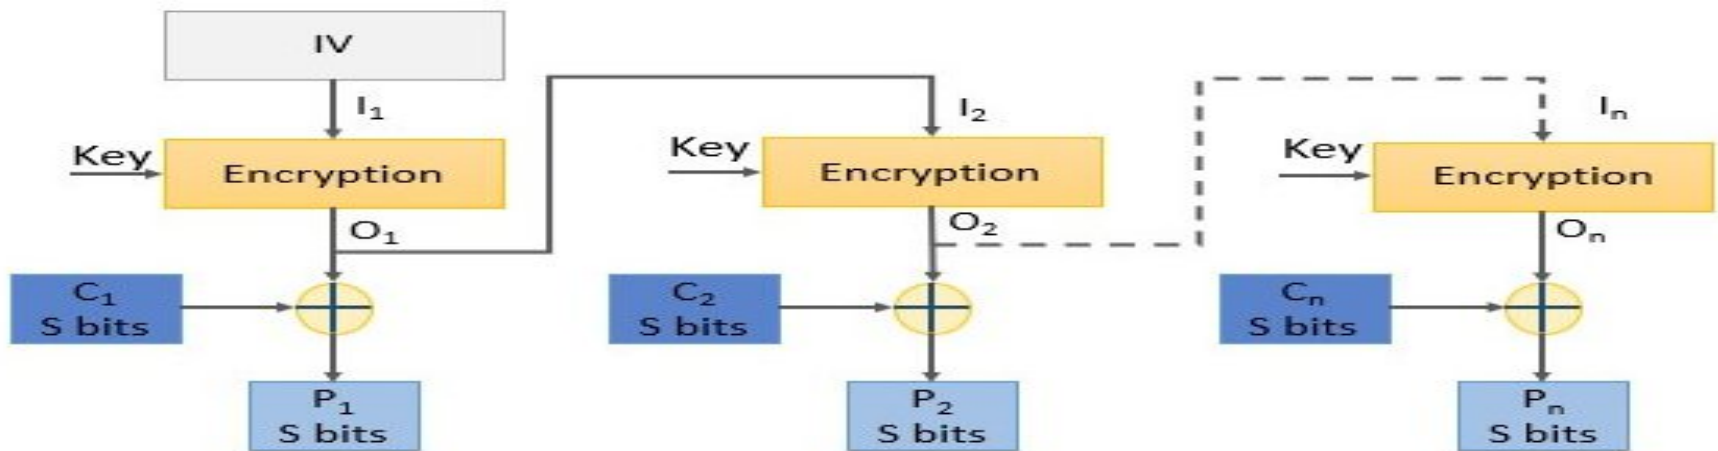 IV
I₁
Key
Encryption
O₁
C₁
S bits
P₁
S bits
I₂
Key
Encryption
O₂
C₂
S bits
P₂
S bits
Iₙ
Key
Encryption
Oₙ
Cₙ
S bits
Pₙ
S bits